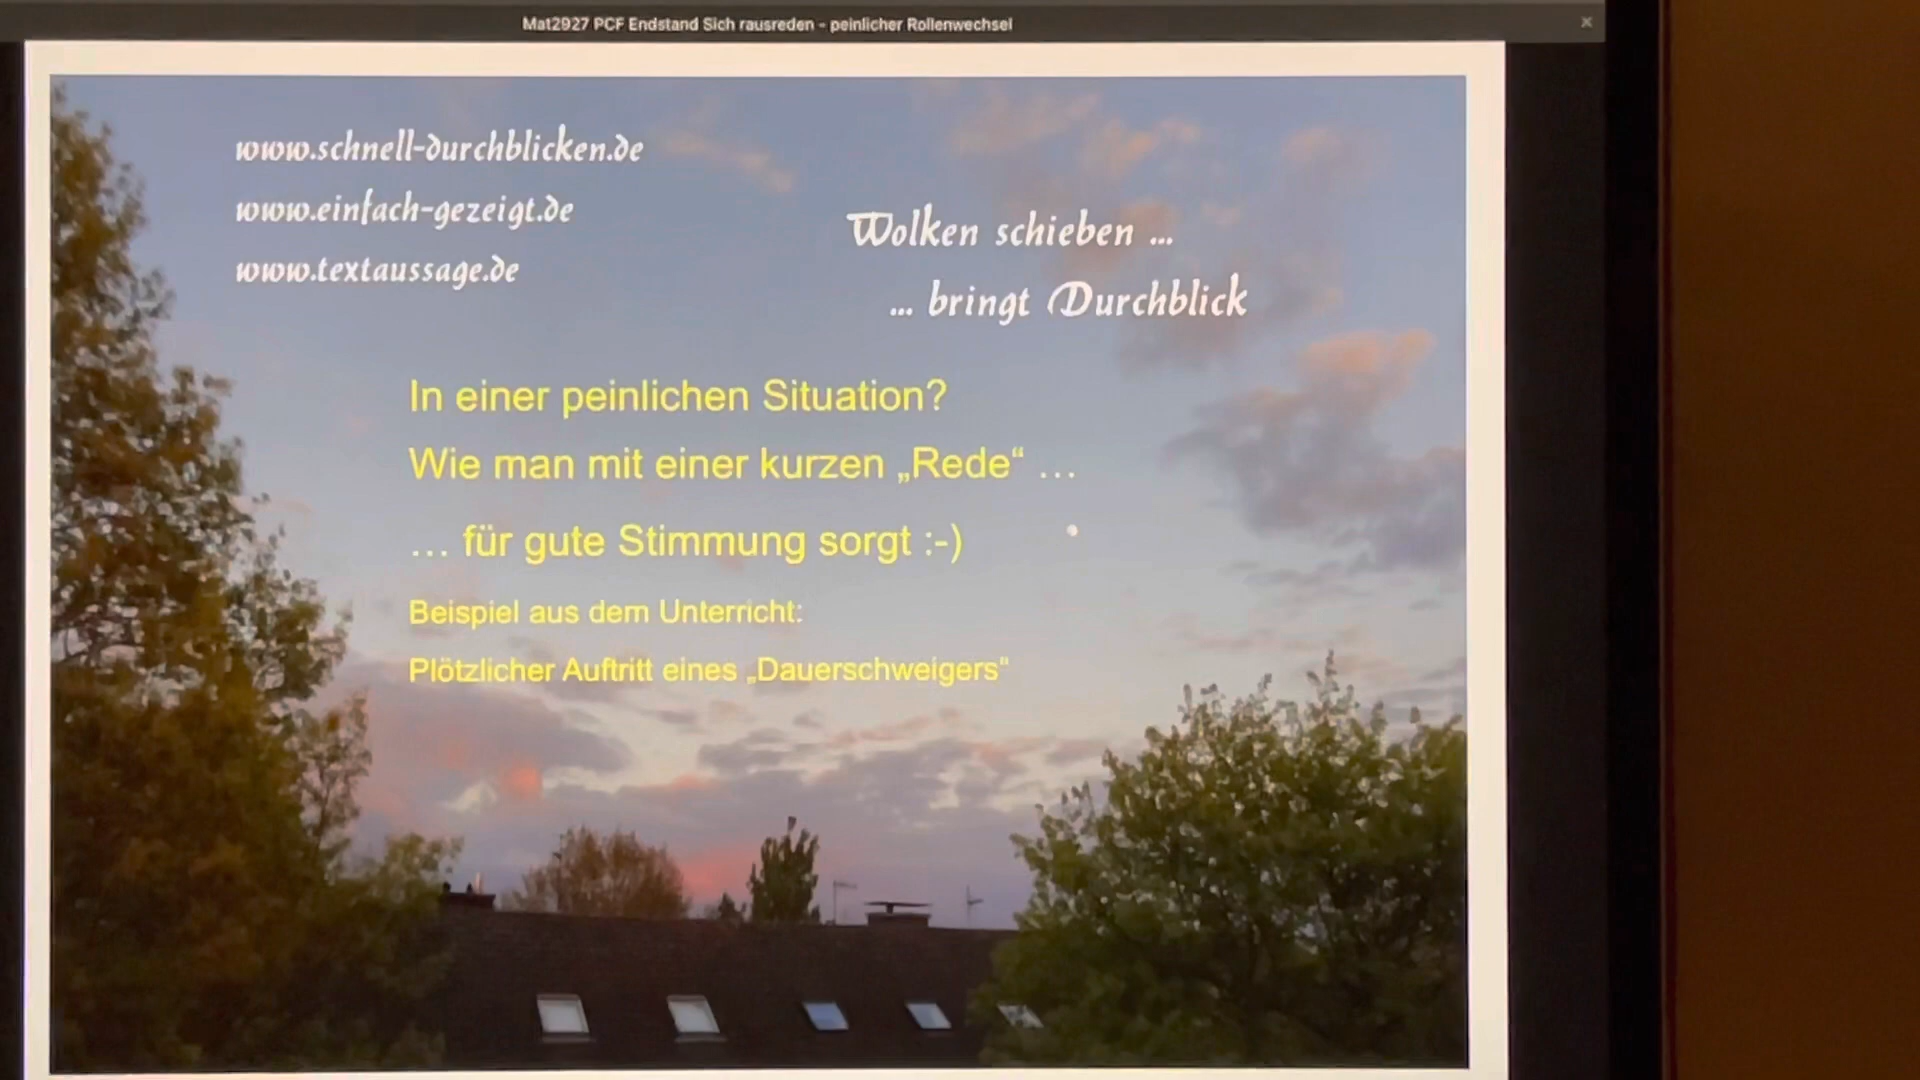 Mat2927 PCF Endstand Sich rausreden - peinlicher Rollenwechsel
www.schnell-durchblicken.de
www.einfach-gezeigt.de
www.textaussage.de
Wolken schieben ...
... bringt Durchblick
In einer peinlichen Situation?
Wie man mit einer kurzen „Rede“ …
… für gute Stimmung sorgt :-)
Beispiel aus dem Unterricht:
Plötzlicher Auftritt eines „Dauerschweigers“